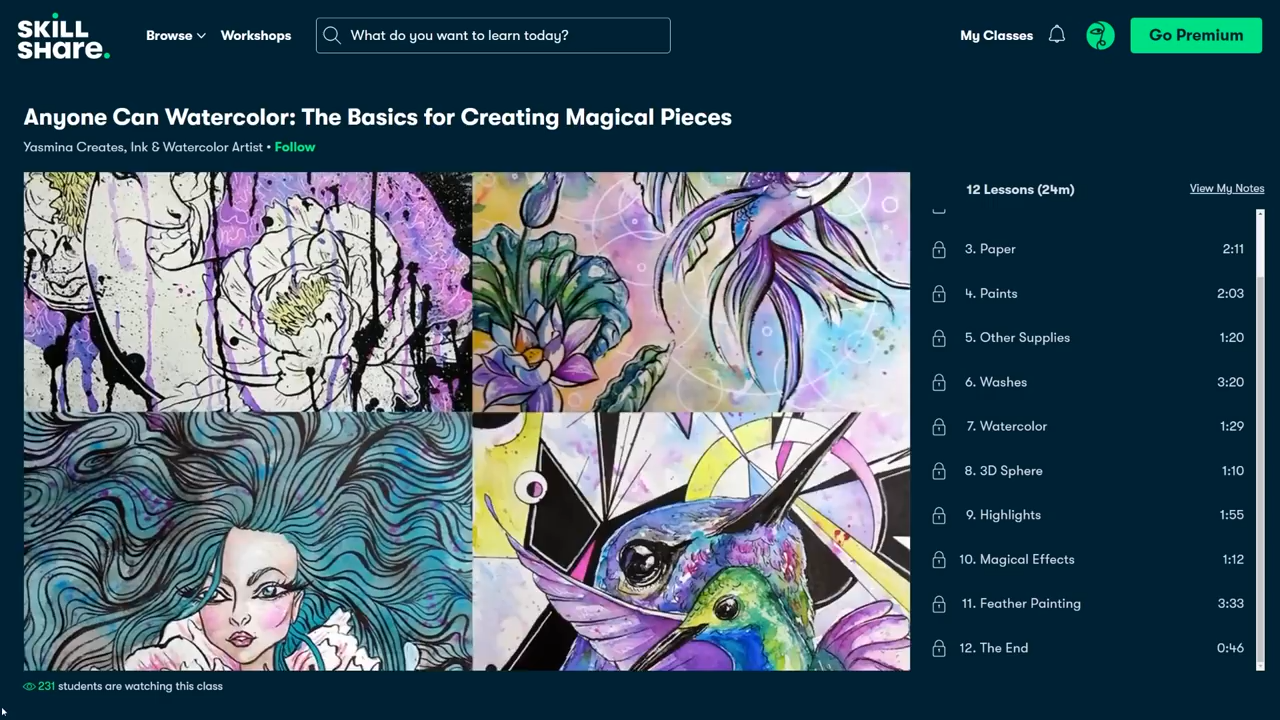 SKILL
SHare.
Browse
Workshops
What do you want to learn today?
My Classes
Go Premium
Anyone Can Watercolor: The Basics for Creating Magical Pieces
Yasmina Creates, Ink & Watercolor Artist • Follow
12 Lessons (24m)
View My Notes
3. Paper 2:11
4. Paints 2:03
5. Other Supplies 1:20
6. Washes 3:20
7. Watercolor 1:29
8. 3D Sphere 1:10
9. Highlights 1:55
10. Magical Effects 1:12
11. Feather Painting 3:33
12. The End 0:46
231 students are watching this class